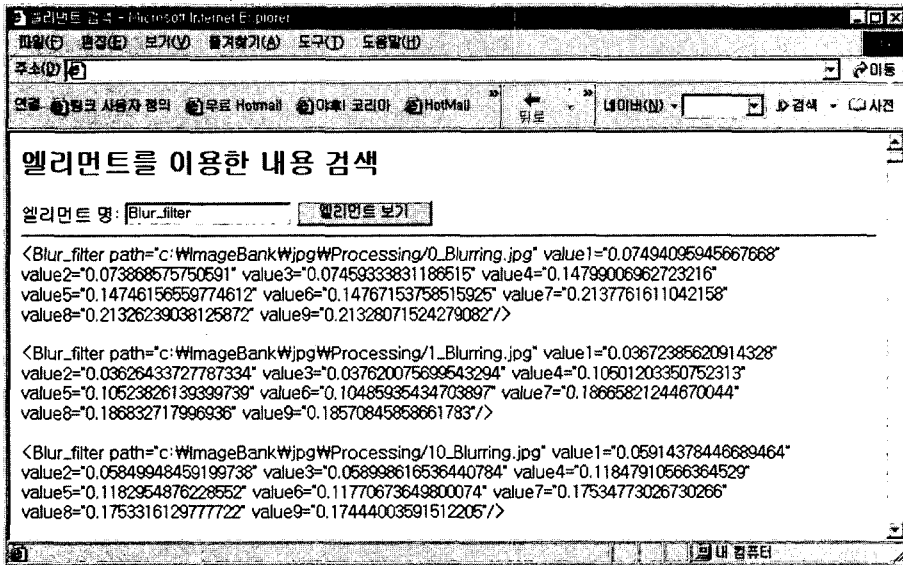 엘리먼트 검색 - Microsoft Internet Explorer
파일(F) 편집(E) 보기(V) 즐겨찾기(A) 도구(T) 도움말(H)
주소(D) 이동
연결 링크 사용자 정의 무료 Hotmail 야후! 코리아 HotMail » 뒤로 » 네이버(N) 검색 사전
엘리먼트를 이용한 내용 검색
엘리먼트 명: Blur_filter 엘리먼트 보기
<Blur_filter path="c:₩ImageBank₩jpg₩Processing/0_Blurring.jpg" value1="0.07494095945667668"
value2="0.073868575750591" value3="0.07459333831186515" value4="0.14799006962723216"
value5="0.14746156559774612" value6="0.14767153758515925" value7="0.2137761611042158"
value8="0.21326239038125872" value9="0.21328071524279082"/>
<Blur_filter path="c:₩ImageBank₩jpg₩Processing/1_Blurring.jpg" value1="0.03672385620914328"
value2="0.03626433727787334" value3="0.037620075699543294" value4="0.10501203350752313"
value5="0.10523826139399739" value6="0.10485935434703897" value7="0.18665821244670044"
value8="0.186832717996936" value9="0.18570845858661783"/>
<Blur_filter path="c:₩ImageBank₩jpg₩Processing/10_Blurring.jpg" value1="0.05914378446689464"
value2="0.05849948459199738" value3="0.058998616536440784" value4="0.11847910566364529"
value5="0.1182954876228552" value6="0.11770673649800074" value7="0.17534773026730266"
value8="0.1753316129777722" value9="0.17444003591512205"/>
내 컴퓨터